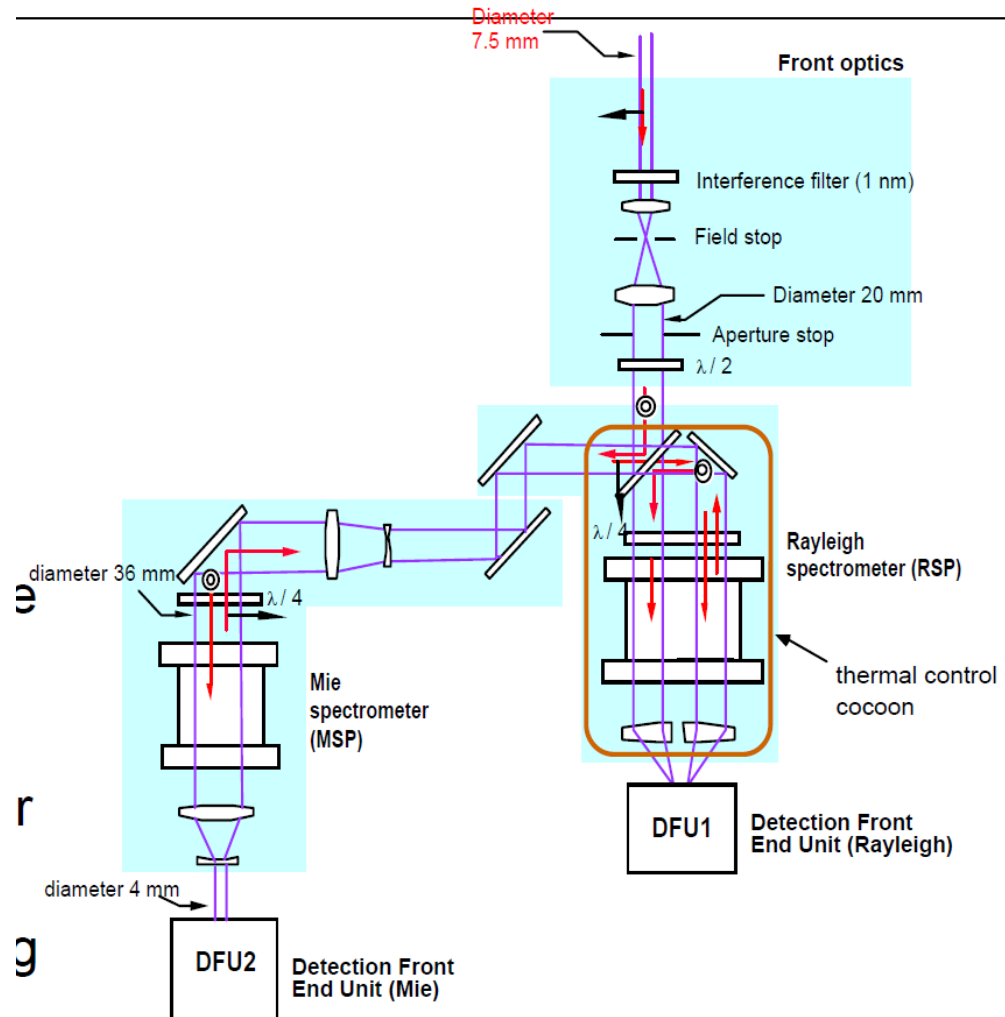 Diameter
7.5 mm
Front optics
Interference filter (1 nm)
Field stop
Diameter 20 mm
Aperture stop
λ / 2
λ / 4
Rayleigh
spectrometer (RSP)
diameter 36 mm
λ / 4
thermal control
cocoon
Mie
spectrometer
(MSP)
DFU1
Detection Front
End Unit (Rayleigh)
diameter 4 mm
DFU2
Detection Front
End Unit (Mie)
e
r
g